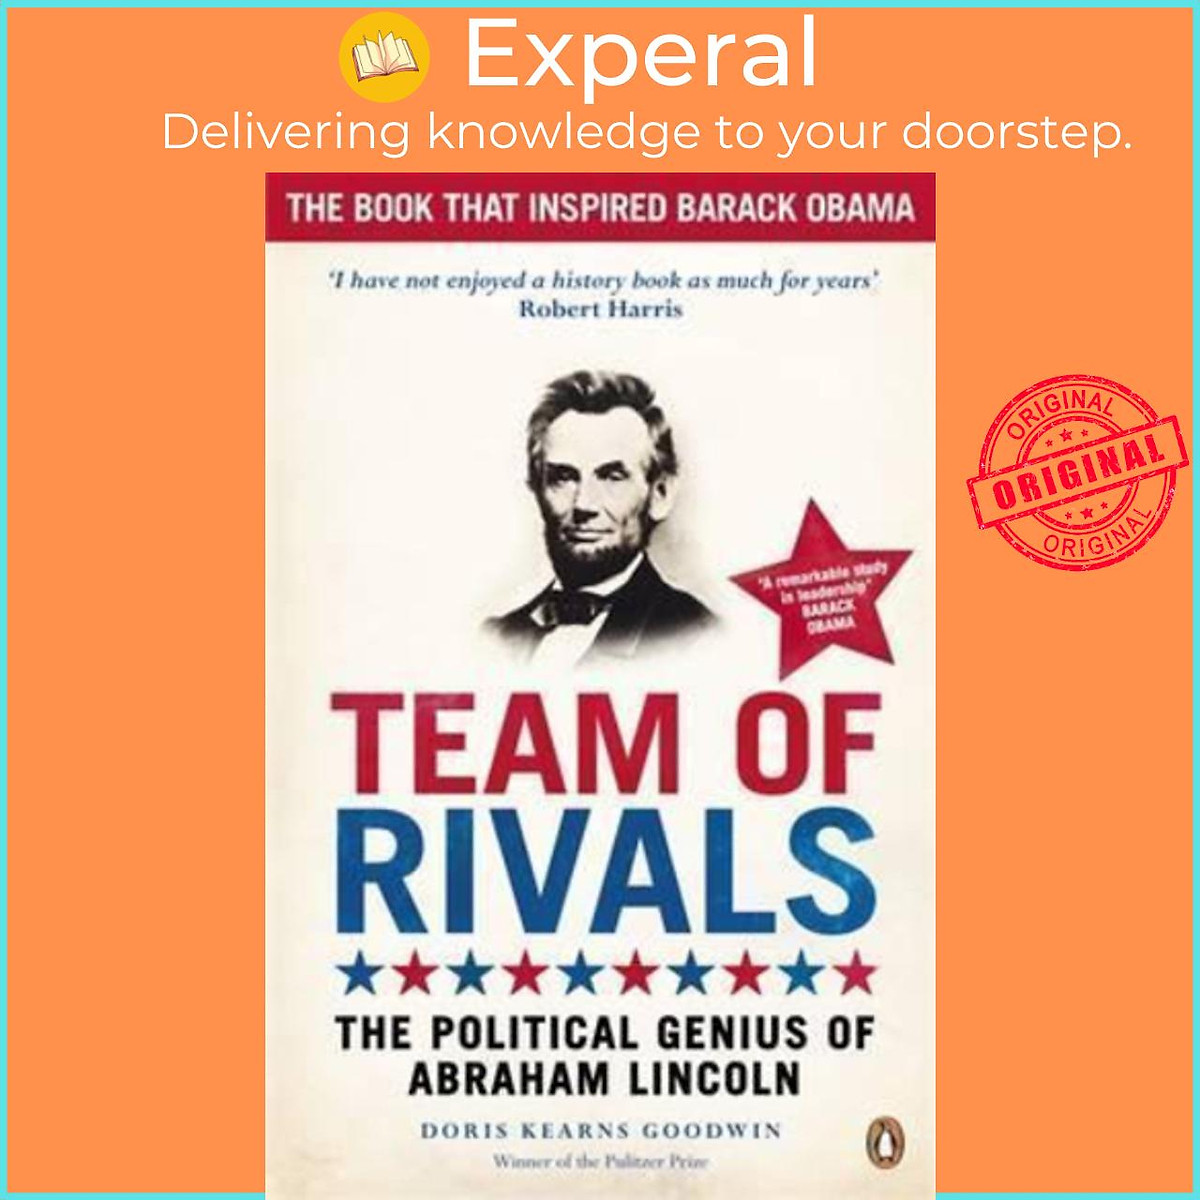 Experal
Delivering knowledge to your doorstep.
THE BOOK THAT INSPIRED BARACK OBAMA
'I have not enjoyed a history book as much for years'
Robert Harris
ORIGINAL
ORIGINAL
ORIGINAL
"A remarkable study
in leadership"
BARACK
OBAMA
TEAM OF
RIVALS
THE POLITICAL GENIUS OF
ABRAHAM LINCOLN
DORIS KEARNS GOODWIN
Winner of the Pulitzer Prize